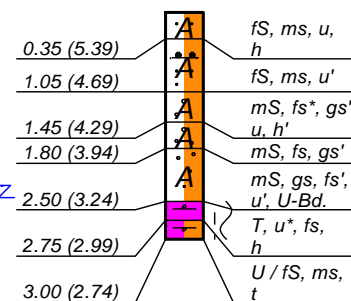 fS, ms, u,
h
0.35 (5.39)
A
A
fS, ms, u'
1.05 (4.69)
A
mS, fs*, gs'
u, h'
1.45 (4.29)
A
mS, fs, gs'
1.80 (3.94)
A
mS, gs, fs',
u', U-Bd.
2.50 (3.24)
T, u*, fs,
h
2.75 (2.99)
U / fS, ms,
t
3.00 (2.74)